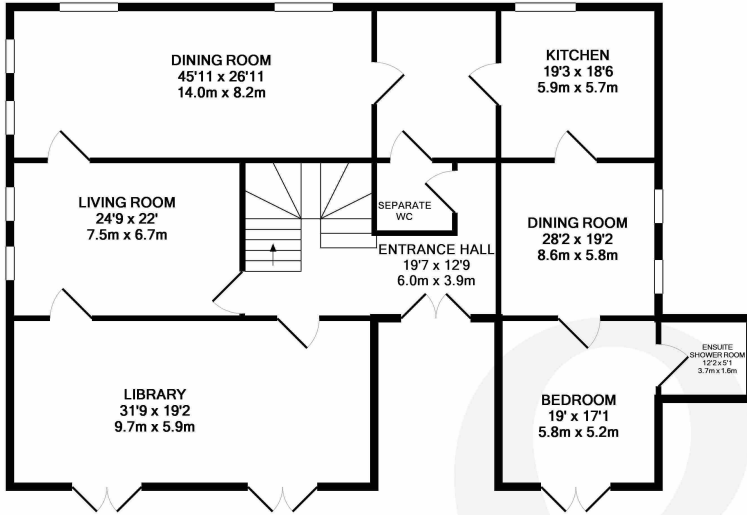 DINING ROOM
45'11 x 26'11
14.0m x 8.2m
KITCHEN
19'3 x 18'6
5.9m x 5.7m
LIVING ROOM
24'9 x 22'
7.5m x 6.7m
SEPARATE
WC
ENTRANCE HALL
19'7 x 12'9
6.0m x 3.9m
DINING ROOM
28'2 x 19'2
8.6m x 5.8m
LIBRARY
31'9 x 19'2
9.7m x 5.9m
BEDROOM
19' x 17'1
5.8m x 5.2m
ENSUITE
SHOWER ROOM
12'2 x 5'1
3.7m x 1.6m